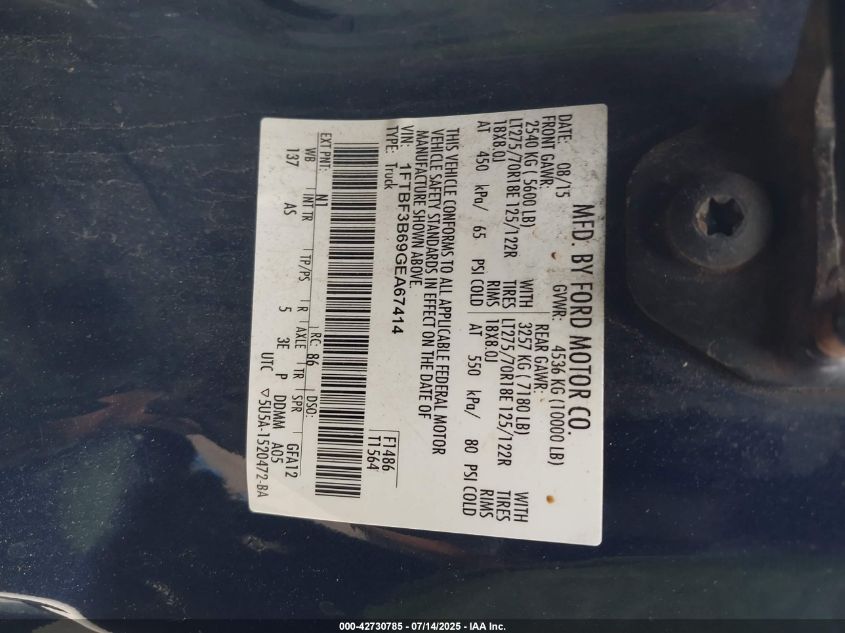 MFD. BY FORD MOTOR CO.
DATE: 08/15 GVWR: 4536 KG (10000 LB)
FRONT GAWR: REAR GAWR:
2540 KG (5600 LB) WITH 3257 KG (7180 LB) WITH
LT275/70R18E 125/122R TIRES LT275/70R18E 125/122R TIRES
18X8.0J RIMS 18X8.0J RIMS
AT 450 kPa/ 65 PSI COLD AT 550 kPa/ 80 PSI COLD
THIS VEHICLE CONFORMS TO ALL APPLICABLE FEDERAL MOTOR
VEHICLE SAFETY STANDARDS IN EFFECT ON THE DATE OF
MANUFACTURE SHOWN ABOVE.
VIN: 1FTBF3B69GEA67414
TYPE: Truck
F1486
T1564
EXT PNT: N1 RC: 86 DSO:
WB INT TR TP/PS R AXLE TR SPR GFA12
137 AS 5 3E P DDMM A05
UTC ▽5U5A-1520472-BA
000-42730785 - 07/14/2025 - IAA Inc.